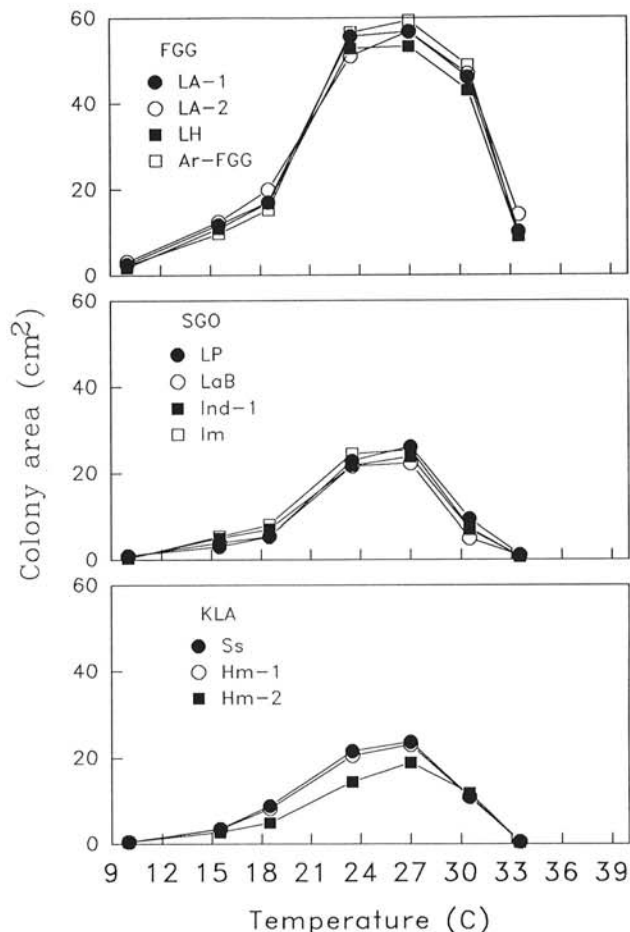 60
40
20
0
FGG
LA-1
LA-2
LH
Ar-FGG
60
40
20
0
SGO
LP
LaB
Ind-1
Im
60
40
20
0
KLA
Ss
Hm-1
Hm-2
9 12 15 18 21 24 27 30 33 36 39
Temperature (C)
Colony area (cm²)